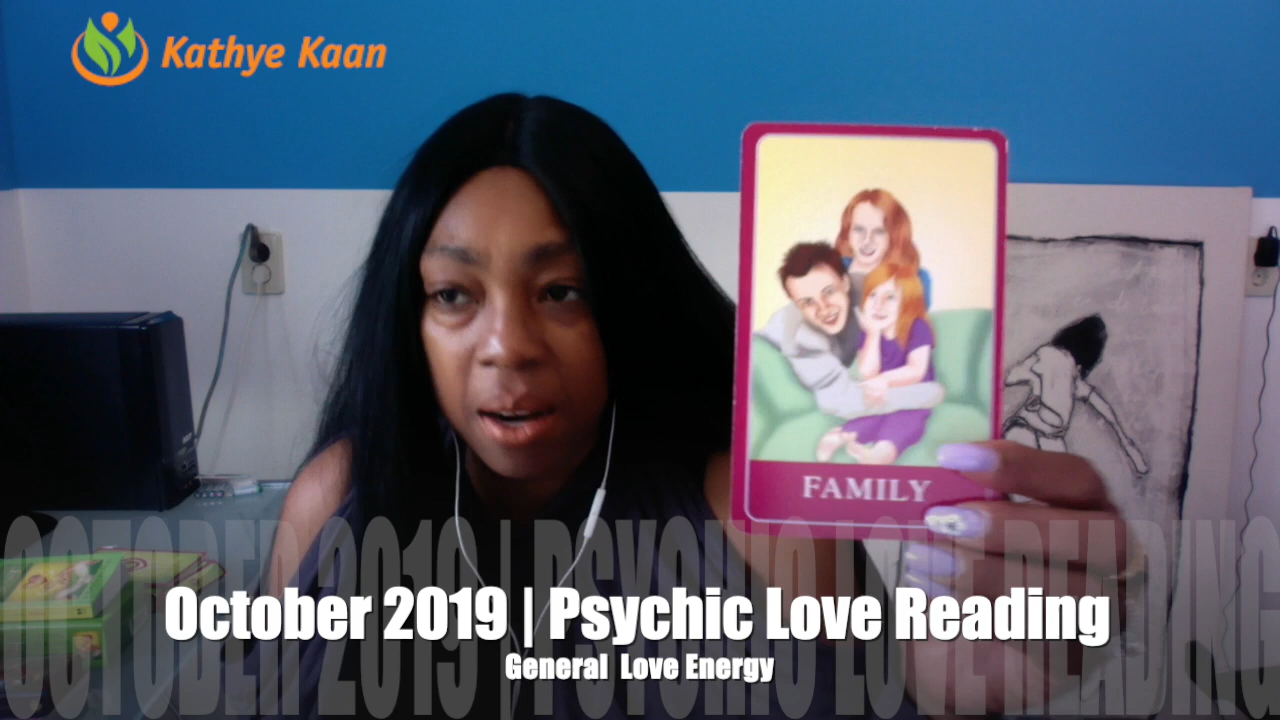 Kathye Kaan
FAMILY
OCTOBER 2019 | PSYCHIC LOVE READING
October 2019 | Psychic Love Reading
General Love Energy